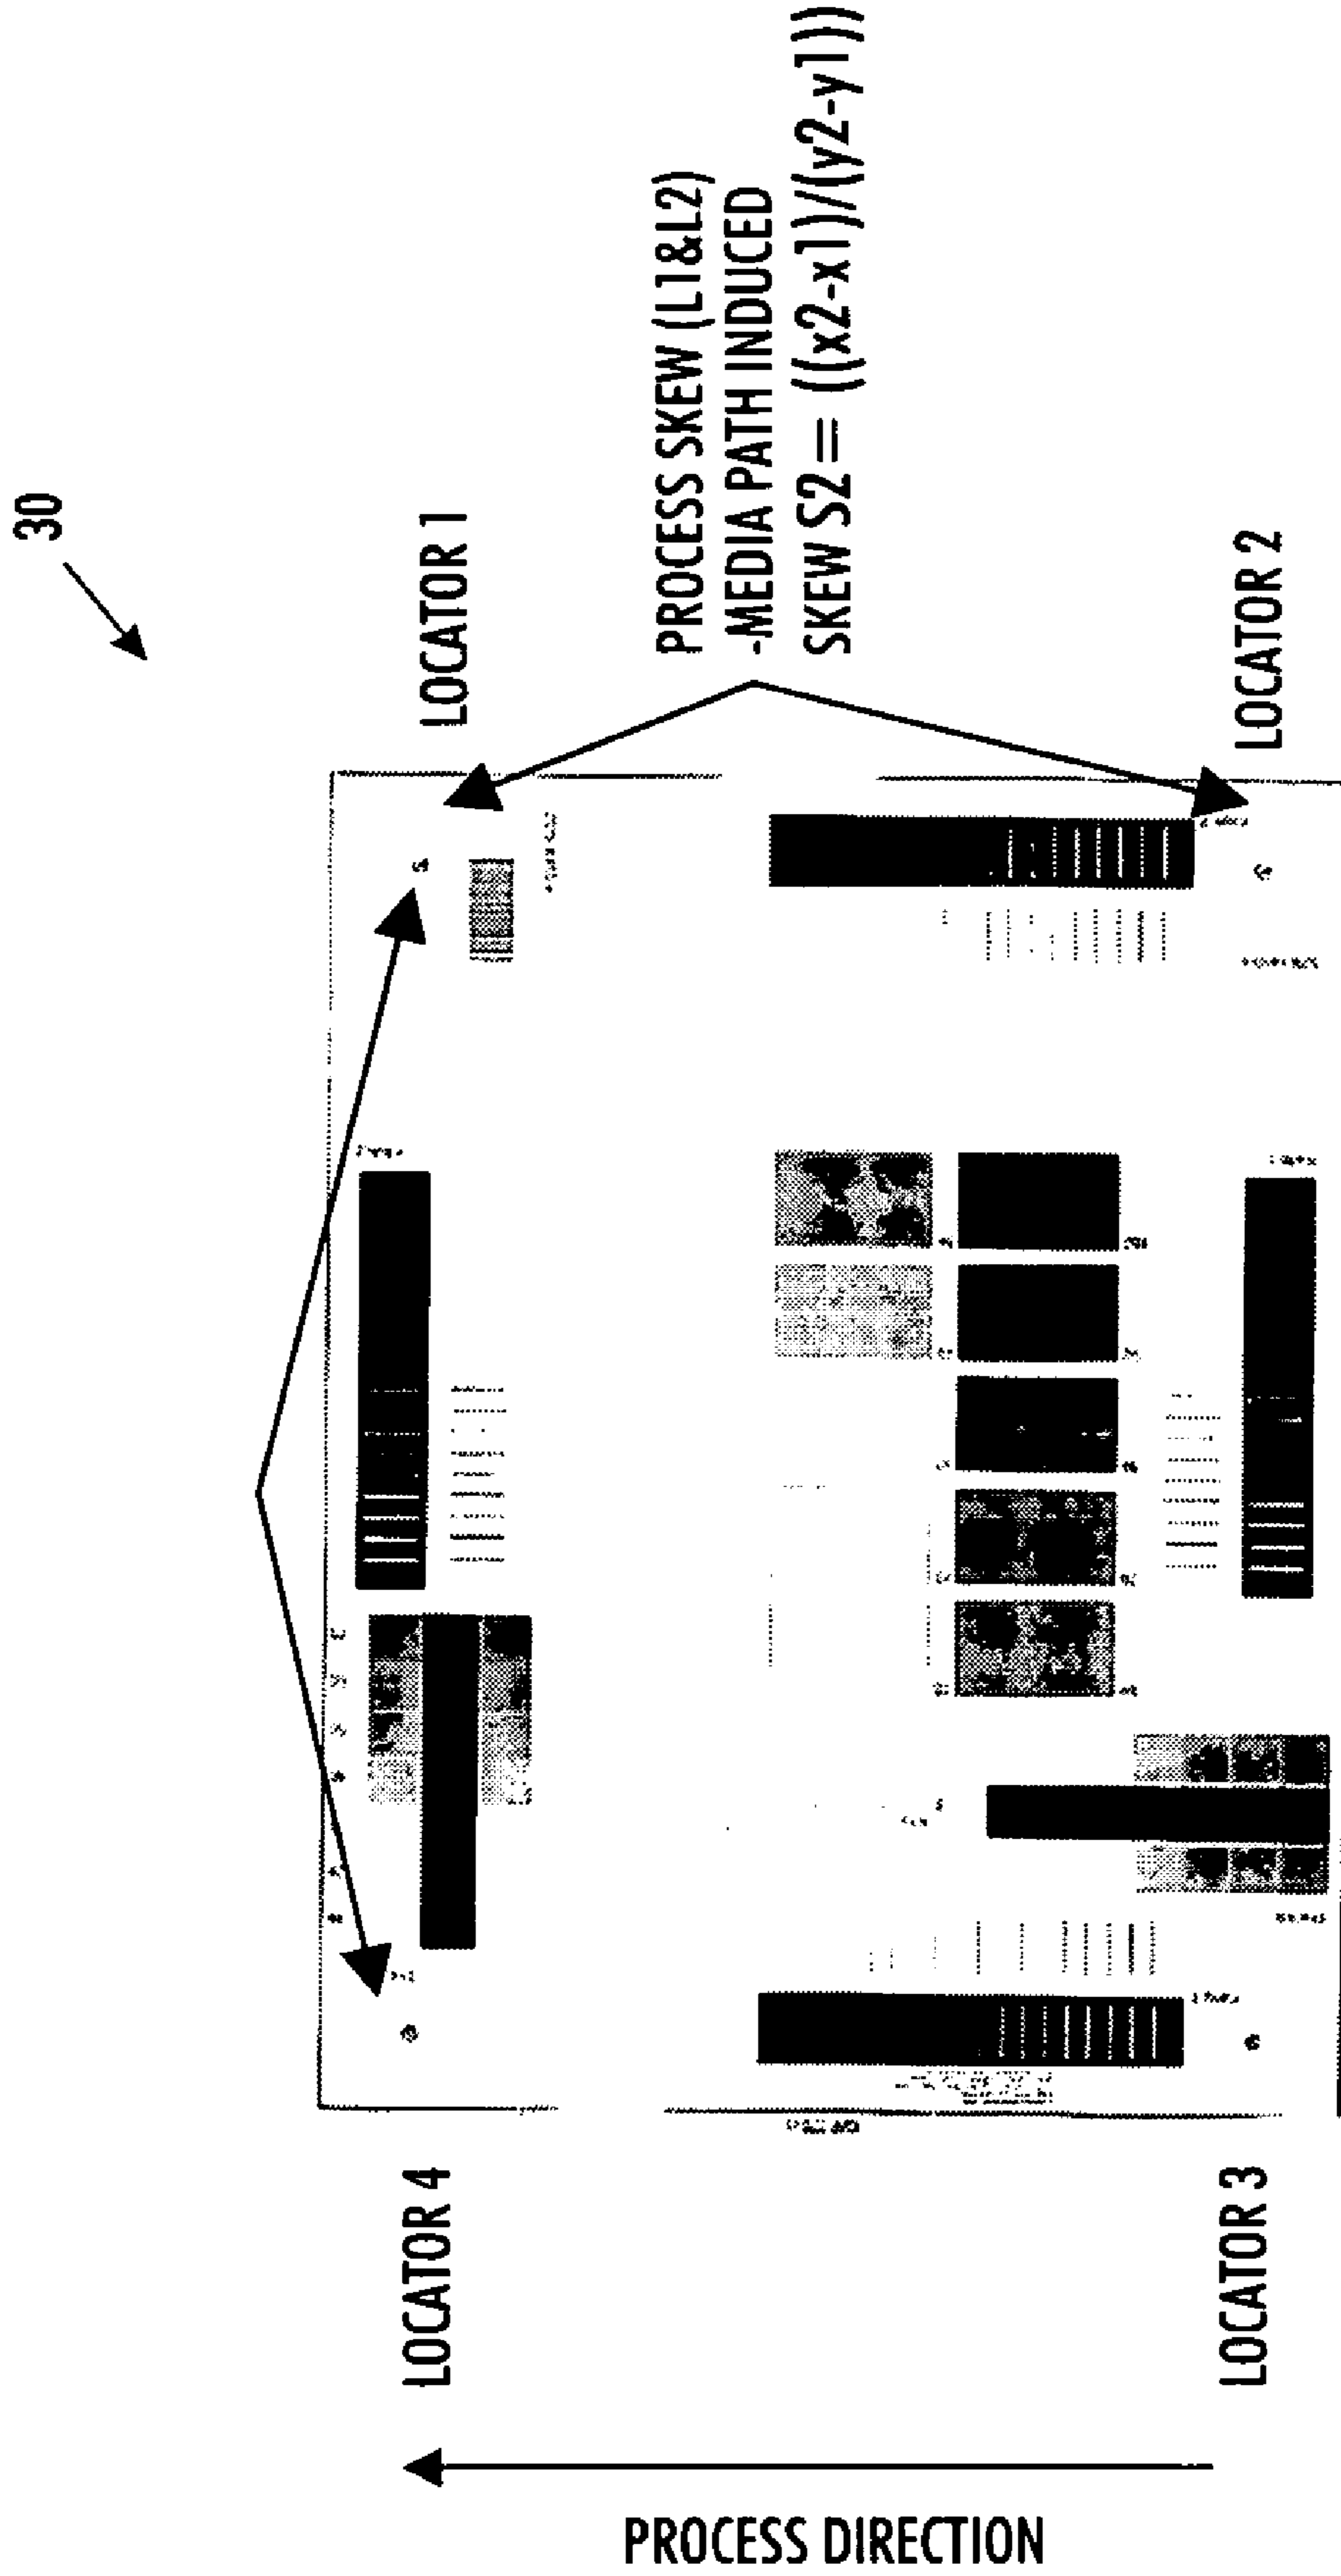 30
LOCATOR 1
PROCESS SKEW (L1&L2)
-MEDIA PATH INDUCED
SKEW S2 = ((x2-x1)/(y2-y1))
LOCATOR 2
LOCATOR 4
LOCATOR 3
PROCESS DIRECTION